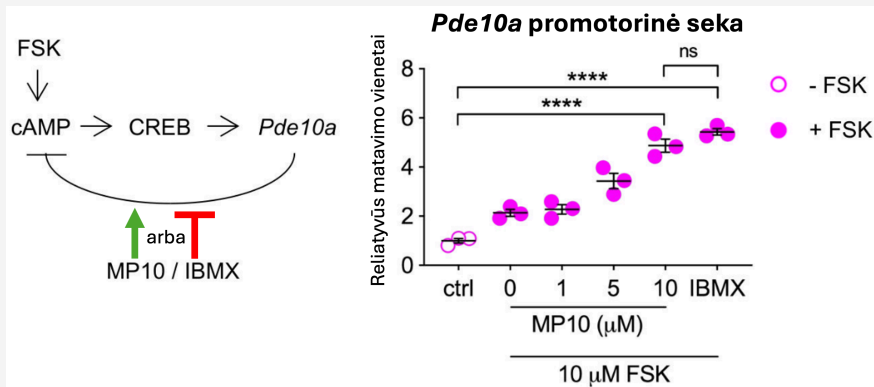 FSK
cAMP → CREB → Pde10a
arba
MP10 / IBMX
Pde10a promotorinė seka
Reliatyvūs matavimo vienetai
8
6
4
2
0
ns
****
****
- FSK
+ FSK
ctrl 0 1 5 10 IBMX
MP10 (μM)
10 μM FSK